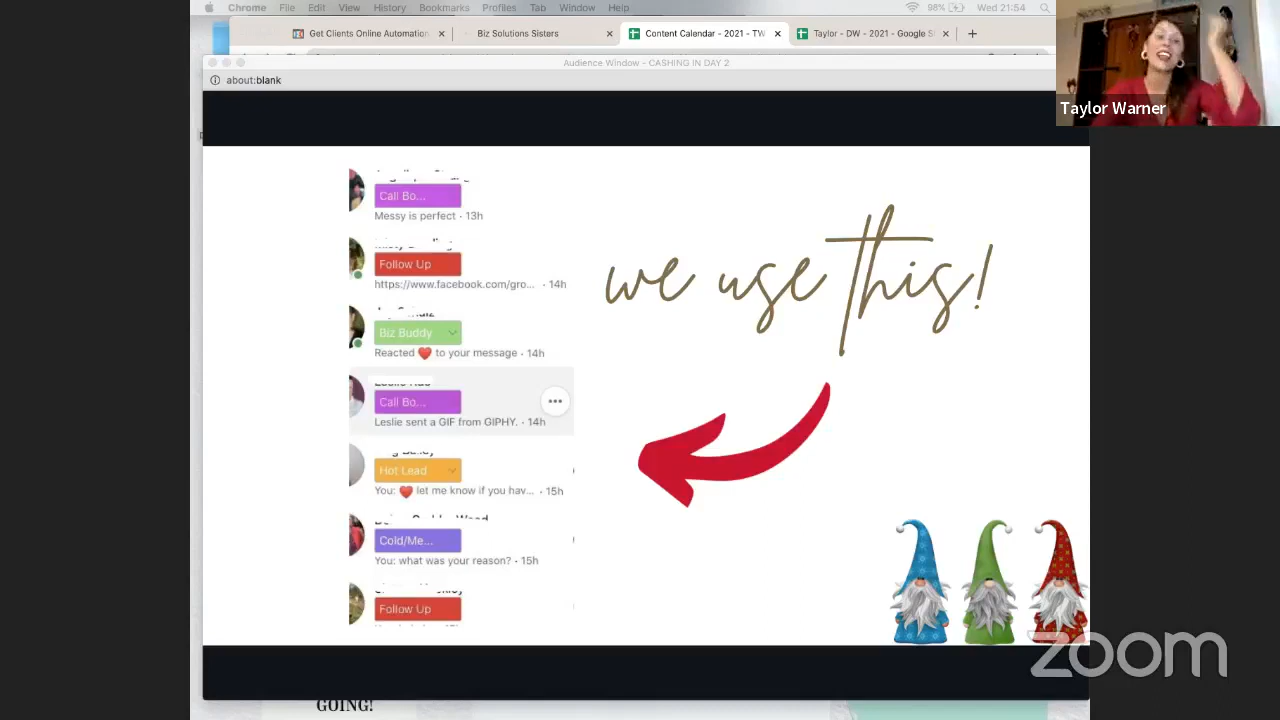 Chrome File Edit View History Bookmarks Profiles Tab Window Help 98% Wed 21:54
Get Clients Online Automation Biz Solutions Sisters Content Calendar - 2021 - TW Taylor - DW - 2021 - Google S
Audience Window - CASHING IN DAY 2
about:blank
Taylor Warner
Call Bo...
Messy is perfect · 13h
Follow Up
https://www.facebook.com/gro... · 14h
Biz Buddy
Reacted ❤️ to your message · 14h
Call Bo...
Leslie sent a GIF from GIPHY. · 14h
Hot Lead
You: ❤️ let me know if you hav... · 15h
Cold/Me...
You: what was your reason? · 15h
Follow Up
we use this!
zoom
GOING!